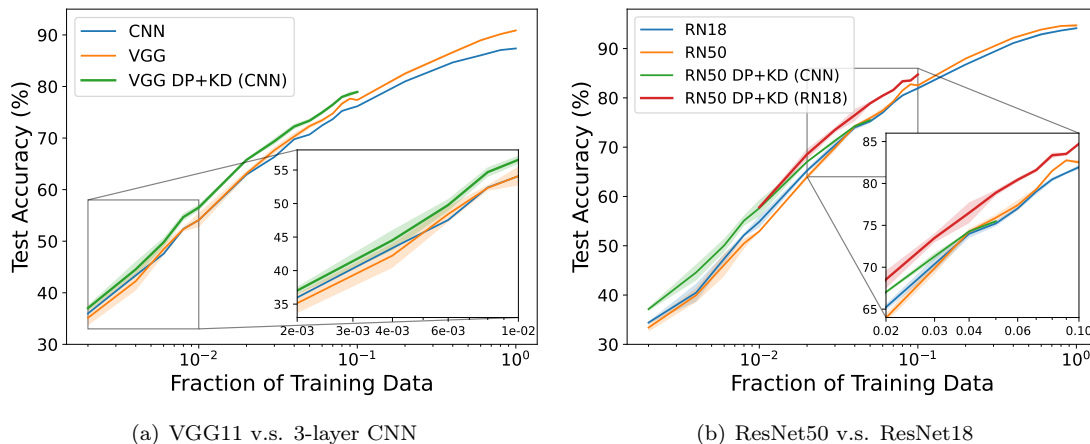 CNN
VGG
VGG DP+KD (CNN)
Test Accuracy (%)
90
80
70
60
50
40
30
55
50
45
40
35
2e-03
3e-03
4e-03
6e-03
1e-02
10⁻²
10⁻¹
10⁰
Fraction of Training Data
(a) VGG11 v.s. 3-layer CNN
RN18
RN50
RN50 DP+KD (CNN)
RN50 DP+KD (RN18)
Test Accuracy (%)
90
80
70
60
50
40
30
85
80
75
70
65
0.02
0.03
0.04
0.06
0.10
10⁻²
10⁻¹
10⁰
Fraction of Training Data
(b) ResNet50 v.s. ResNet18